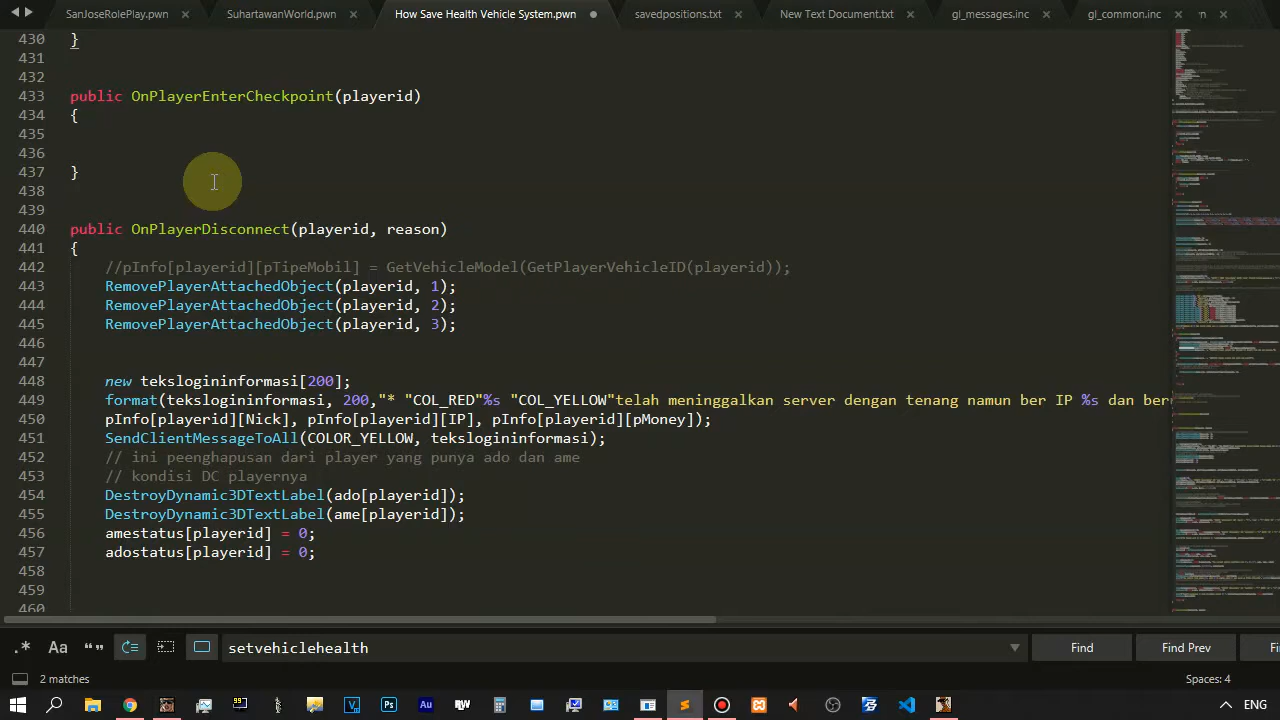 SanJoseRolePlay.pwn
SuhartawanWorld.pwn
How Save Health Vehicle System.pwn
savedpositions.txt
New Text Document.txt
gl_messages.inc
gl_common.inc
n
430 }
431
432
433 public OnPlayerEnterCheckpoint(playerid)
434 {
435
436
437 }
438
439
440 public OnPlayerDisconnect(playerid, reason)
441 {
442 //pInfo[playerid][pTipeMobil] = GetVehicleModel(GetPlayerVehicleID(playerid));
443 RemovePlayerAttachedObject(playerid, 1);
444 RemovePlayerAttachedObject(playerid, 2);
445 RemovePlayerAttachedObject(playerid, 3);
446
447
448 new tekslogininformasi[200];
449 format(tekslogininformasi, 200,"* "COL_RED"%s "COL_YELLOW"telah meninggalkan server dengan tenang namun ber IP %s dan ber
450 pInfo[playerid][Nick], pInfo[playerid][IP], pInfo[playerid][pMoney]);
451 SendClientMessageToAll(COLOR_YELLOW, tekslogininformasi);
452 // ini peenghapusan dari player yang punya ado dan ame
453 // kondisi DC playernya
454 DestroyDynamic3DTextLabel(ado[playerid]);
455 DestroyDynamic3DTextLabel(ame[playerid]);
456 amestatus[playerid] = 0;
457 adostatus[playerid] = 0;
458
459
460
.* Aa "" setvehiclehealth Find Find Prev Fi
2 matches
Spaces: 4
ENG